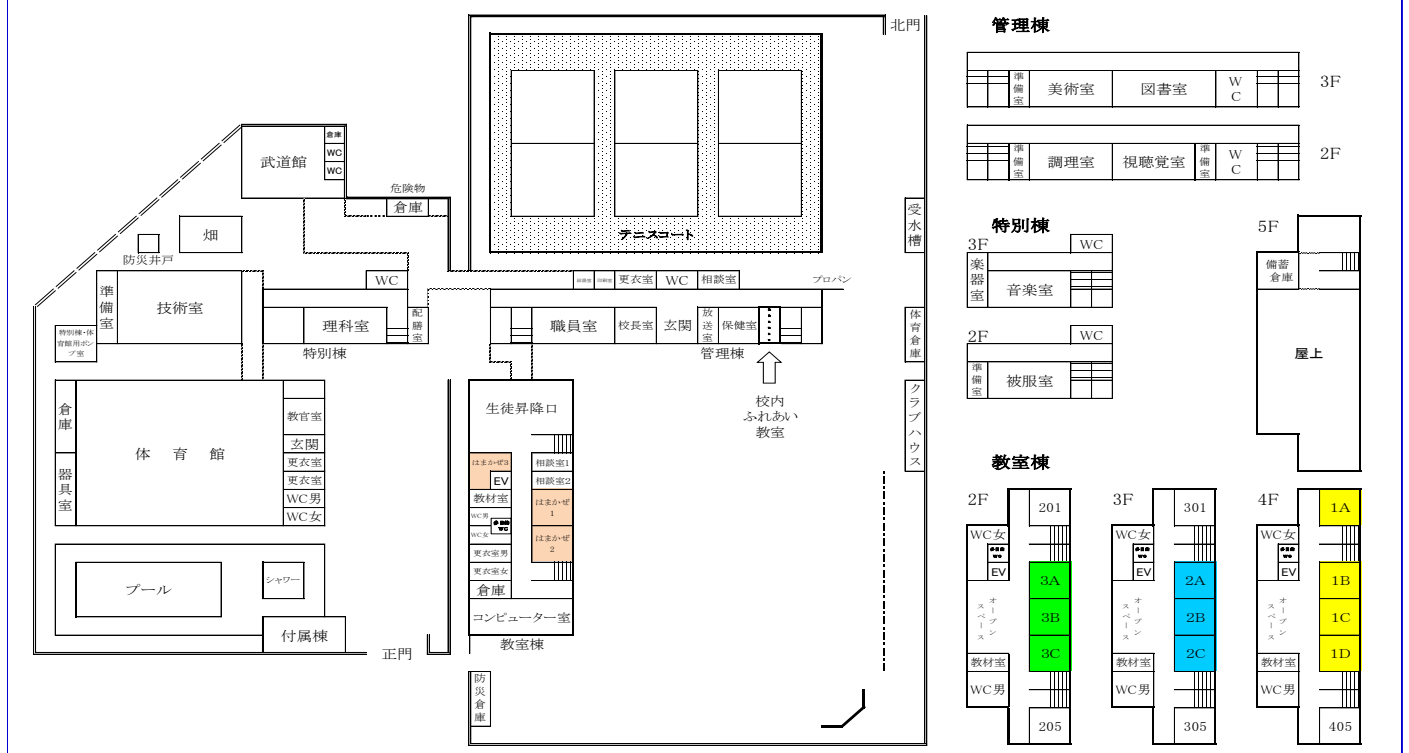 北門
武道館
倉庫
WC
WC
危険物
倉庫
畑
防災井戸
テニスコート
受水槽
準備室
技術室
WC
更衣室
WC
相談室
プロパン
特別棟・体育館用ポンプ室
理科室
配膳室
特別棟
職員室
校長室
玄関
放送室
保健室
管理棟
体育倉庫
校内
ふれあい
教室
クラブハウス
倉庫
器具室
体育館
教官室
玄関
更衣室
更衣室
WC男
WC女
生徒昇降口
はまかぜ3
EV
相談室1
相談室2
教材室
はまかぜ
1
WC男
WC女
はまかぜ
2
更衣室男
更衣室女
倉庫
コンピューター室
教室棟
プール
シャワー
付属棟
正門
防災倉庫
管理棟
準備室
美術室
図書室
WC
3F
準備室
調理室
視聴覚室
準備室
WC
2F
特別棟
3F
WC
楽器室
音楽室
2F
WC
準備室
被服室
5F
備蓄
倉庫
屋上
教室棟
2F
201
WC女
EV
3A
オープン
スペース
3B
3C
教材室
WC男
205
3F
301
WC女
EV
2A
オープン
スペース
2B
2C
教材室
WC男
305
4F
1A
WC女
EV
1B
オープン
スペース
1C
1D
教材室
WC男
405